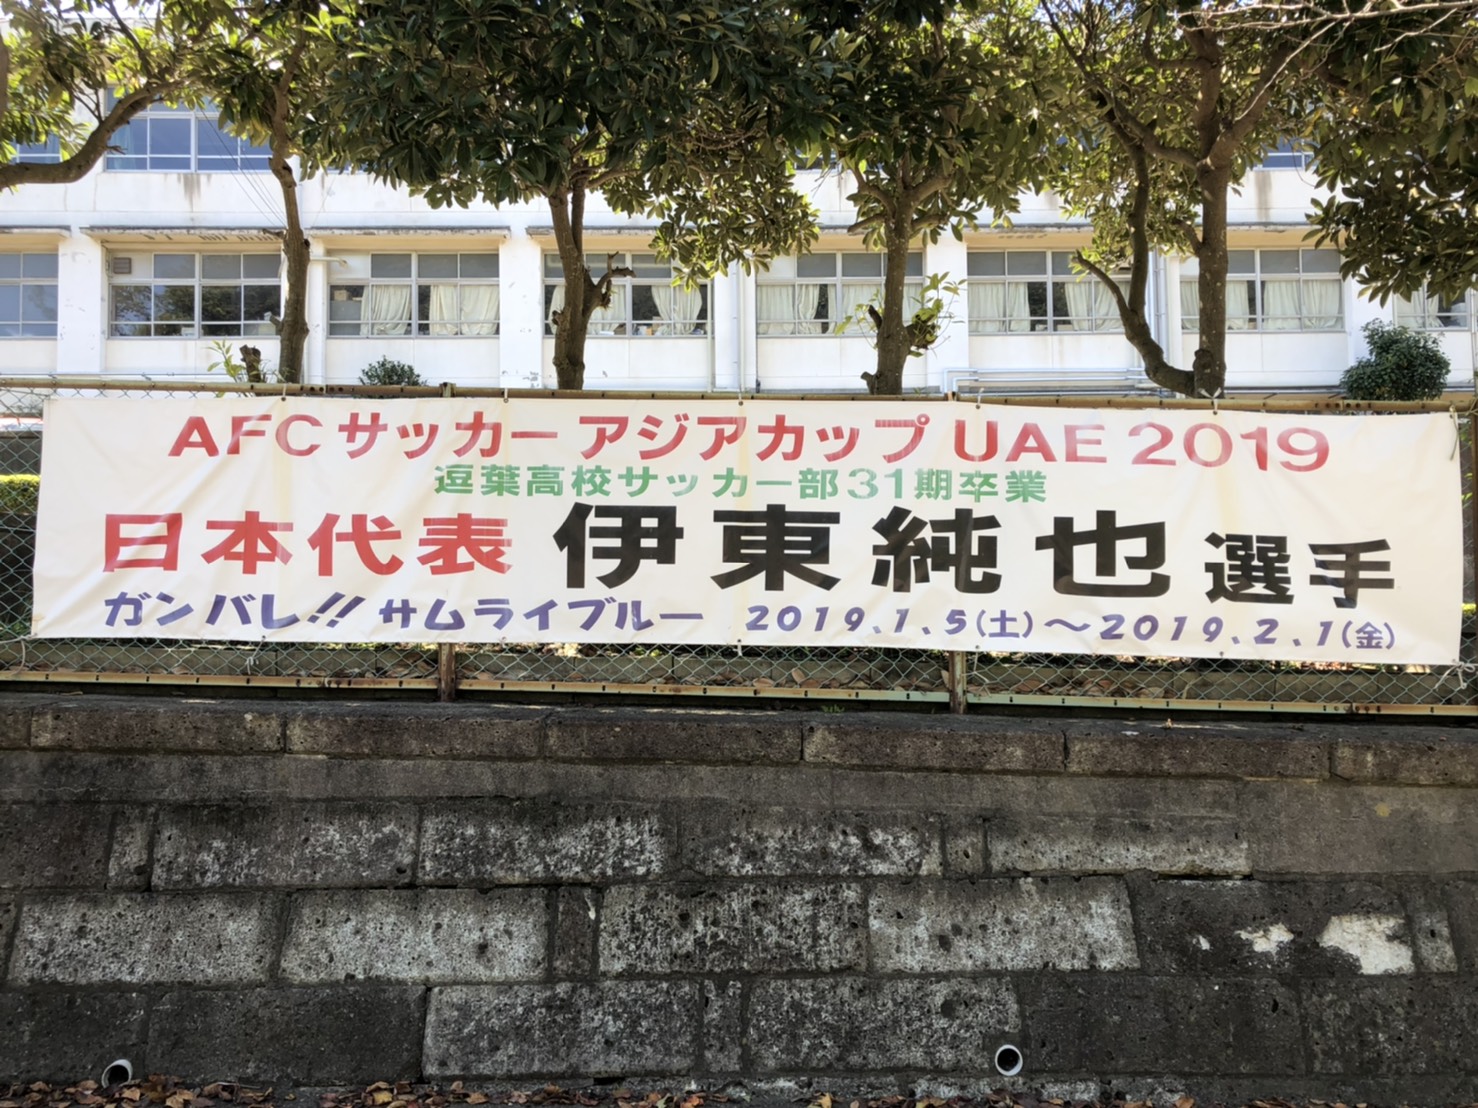 AFCサッカーアジアカップ UAE 2019
逗葉高校サッカー部31期卒業
日本代表 伊東純也 選手
ガンバレ!! サムライブルー 2019.1.5(土)〜2019.2.1(金)